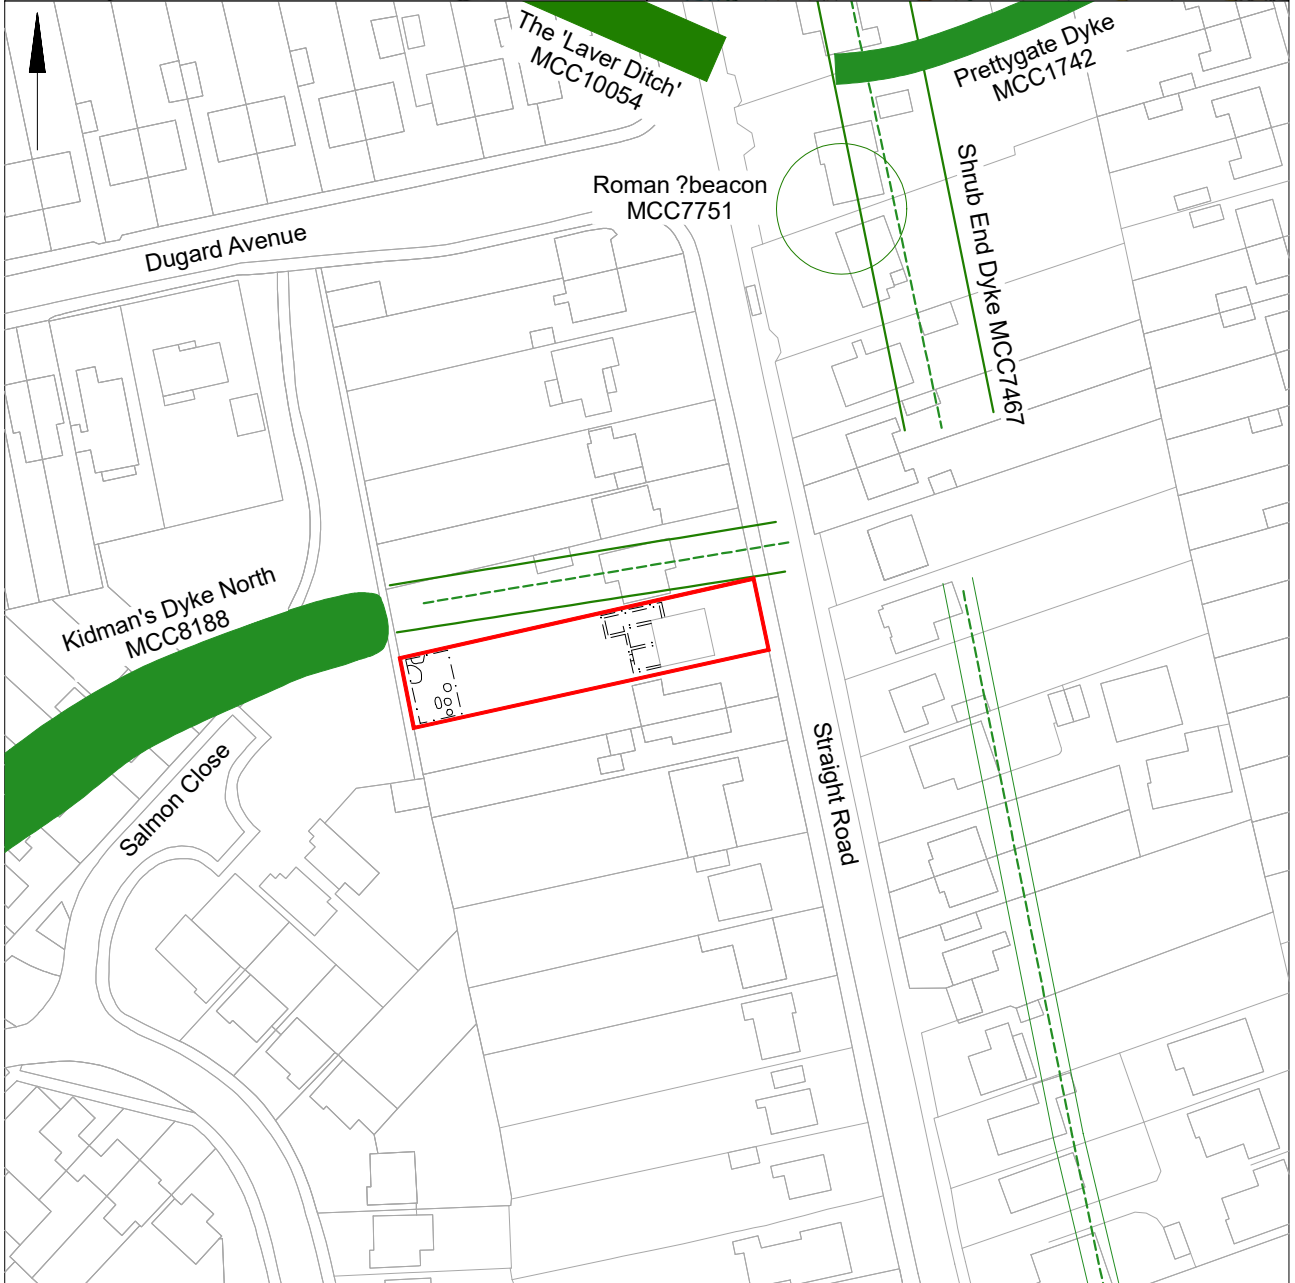 The 'Laver Ditch'
MCC10054
Prettygate Dyke
MCC1742
Roman ?beacon
MCC7751
Shrub End Dyke MCC7467
Dugard Avenue
Kidman's Dyke North
MCC8188
Salmon Close
Straight Road